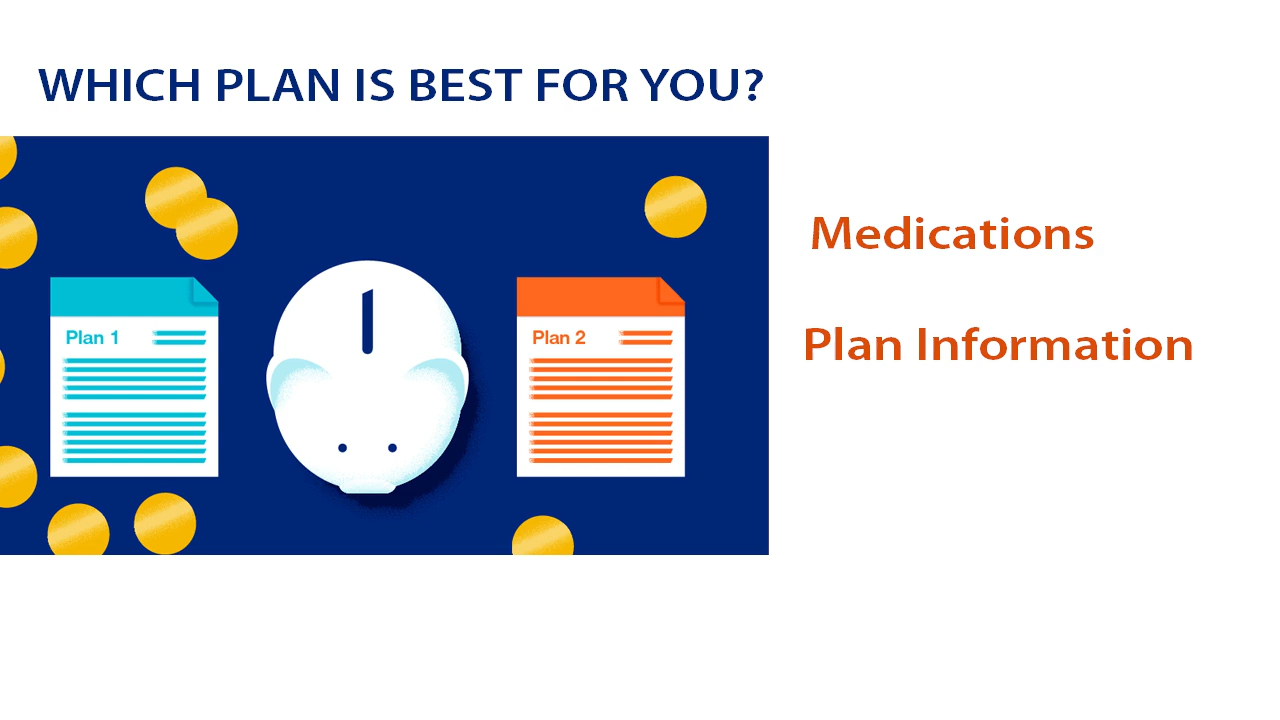 WHICH PLAN IS BEST FOR YOU?
Plan 1
Plan 2
Medications
Plan Information